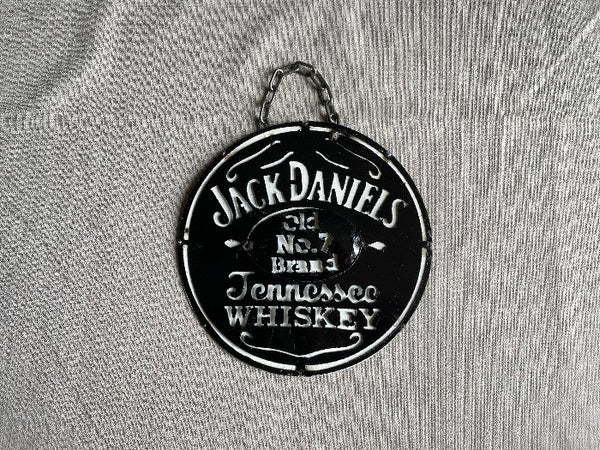 JACK DANIELS
Old
No.7
Brand
Tennessee
WHISKEY